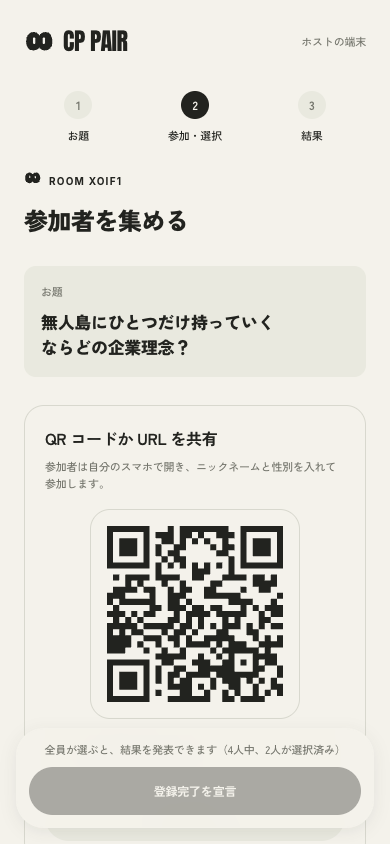 CP PAIR
ホストの端末
1
2
3
お題
参加・選択
結果
ROOM XOIF1
参加者を集める
お題
無人島にひとつだけ持っていく
ならどの企業理念？
QR コードか URL を共有
参加者は自分のスマホで開き、ニックネームと性別を入れて
参加します。
全員が選ぶと、結果を発表できます（4人中、2人が選択済み）
登録完了を宣言